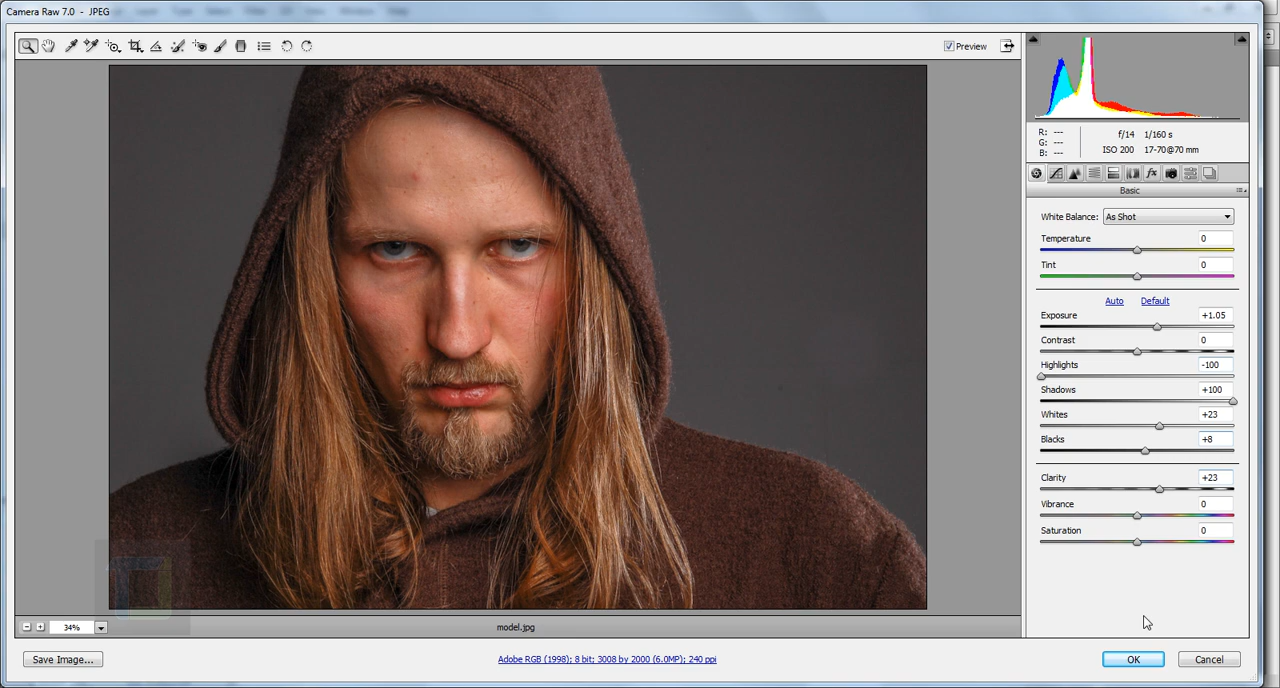 Camera Raw 7.0 - JPEG
Preview
R: ---
G: ---
B: ---
f/14 1/160 s
ISO 200 17-70@70 mm
fx
Basic
White Balance: As Shot
Temperature 0
Tint 0
Auto Default
Exposure +1.05
Contrast 0
Highlights -100
Shadows +100
Whites +23
Blacks +8
Clarity +23
Vibrance 0
Saturation 0
34%
model.jpg
Save Image...
Adobe RGB (1998); 8 bit; 3008 by 2000 (6.0MP); 240 ppi
OK
Cancel